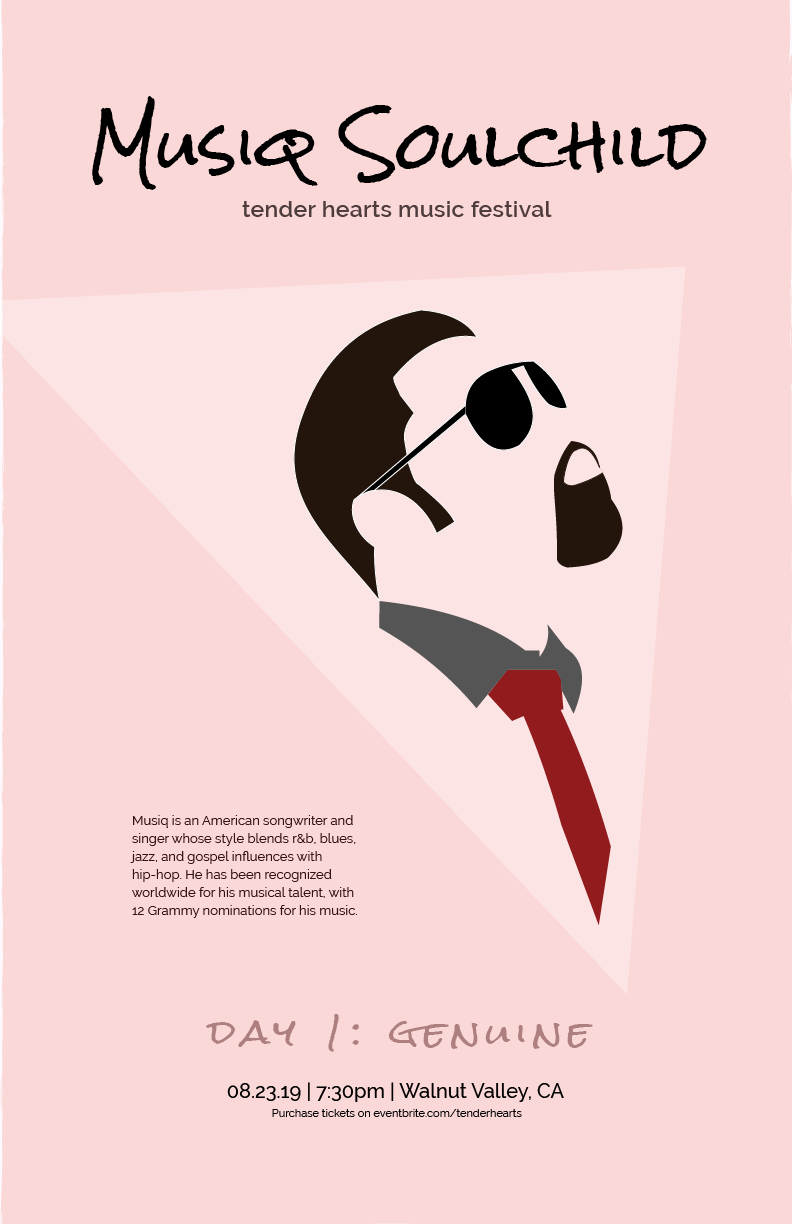 Musiq Soulchild
tender hearts music festival
Musiq is an American songwriter and
singer whose style blends r&b, blues,
jazz, and gospel influences with
hip-hop. He has been recognized
worldwide for his musical talent, with
12 Grammy nominations for his music.
DAY 1: GENUINE
08.23.19 | 7:30pm | Walnut Valley, CA
Purchase tickets on eventbrite.com/tenderhearts